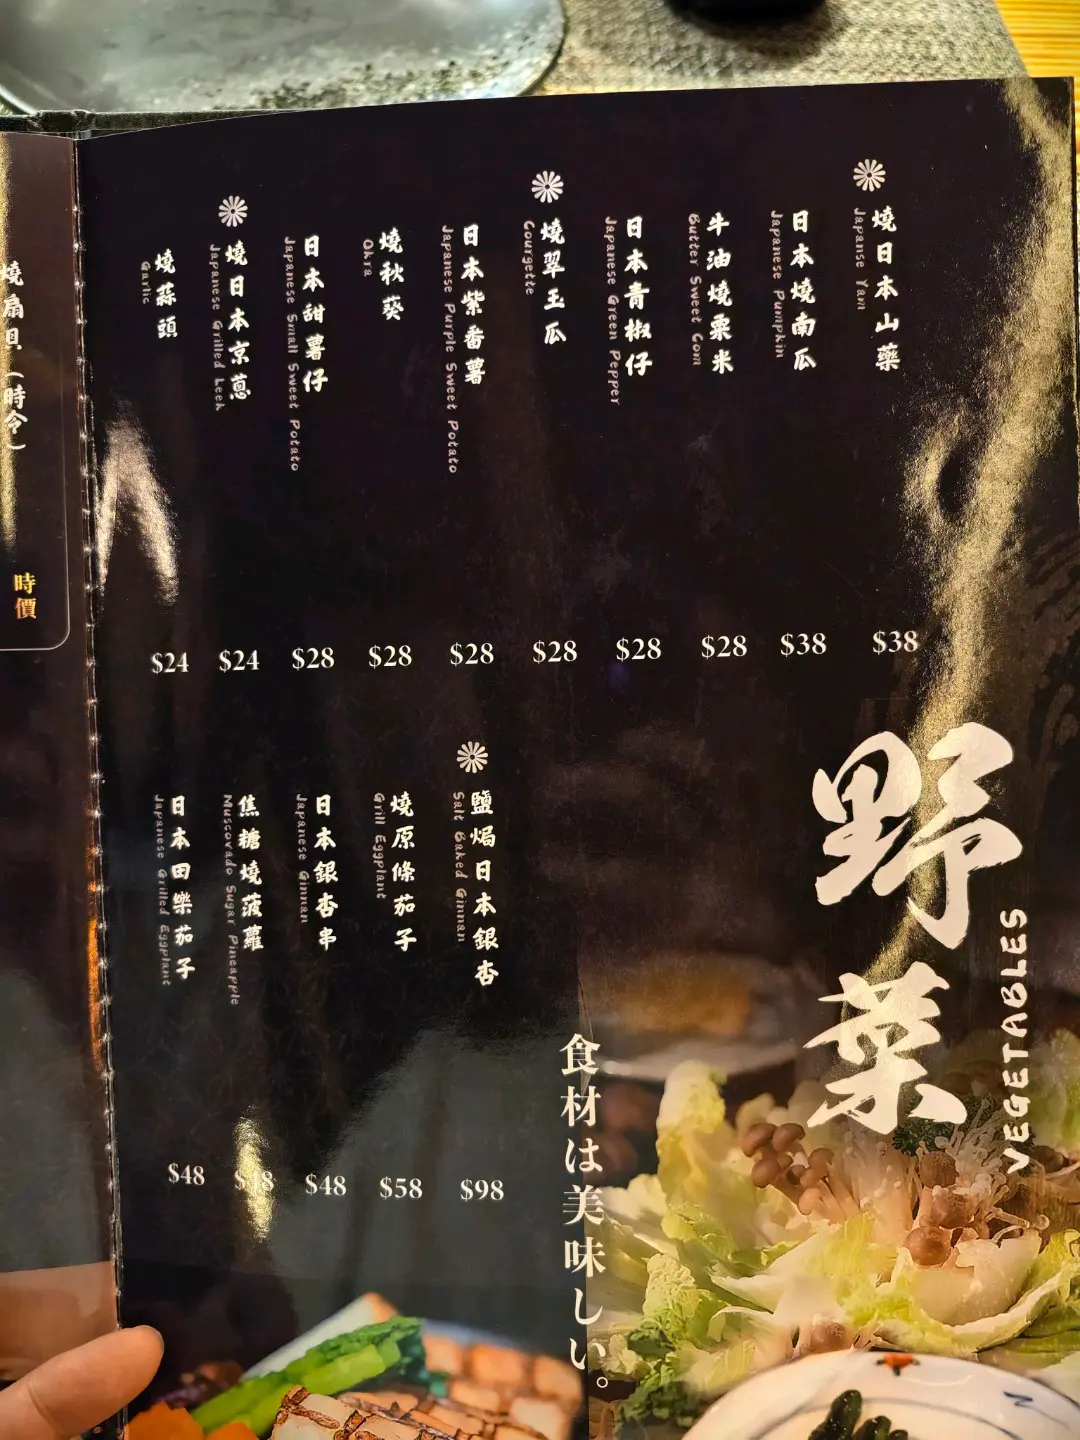 野菜
VEGETABLES
燒日本山藥
Japanse Yam
$38
日本燒南瓜
Japanese Pumpkin
$38
牛油燒粟米
Butter Sweet Corn
$28
日本青椒仔
Japanese Green Pepper
$28
燒翠玉瓜
Courgette
$28
日本紫番薯
Japanese Purple Sweet Potato
$28
燒秋葵
Okra
$28
日本甜薯仔
Japanese Small Sweet Potato
$28
燒日本京蔥
Japanese Grilled Leek
$24
燒蒜頭
Garlic
$24
鹽焗日本銀杏
Salt Baked Ginnan
$98
燒原條茄子
Grill Eggplant
$58
日本銀杏串
Japanese Ginnan
$48
焦糖燒菠蘿
Muscovado Sugar Pineapple
日本田樂茄子
Japanese Grilled Eggplant
$48
食材は美味しい。
燒扇貝（時令）
時價